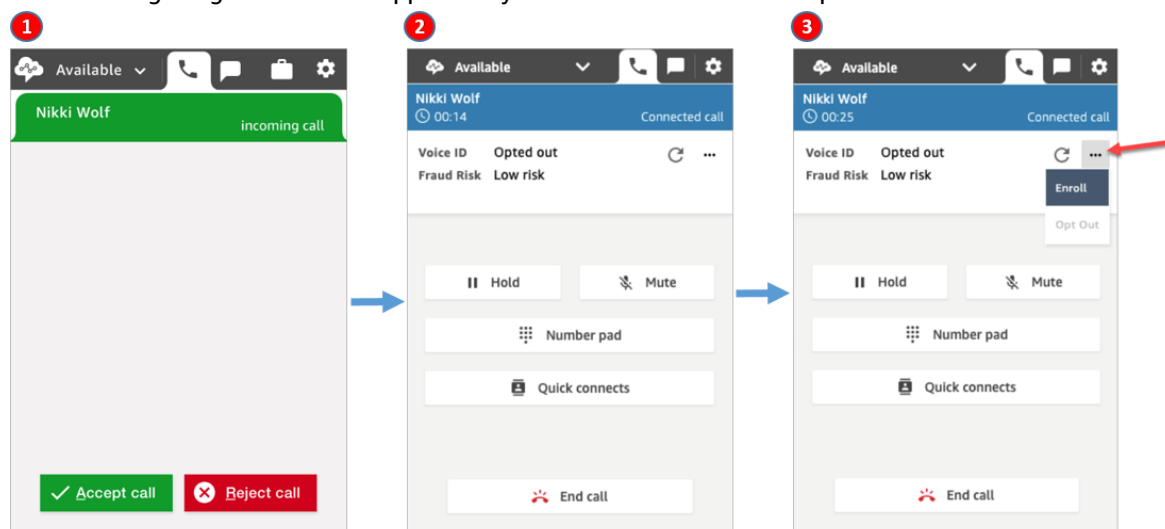 1
2
3
Available
Nikki Wolf
incoming call
Accept call
Reject call
Available
Nikki Wolf
00:14 Connected call
Voice ID Opted out
Fraud Risk Low risk
Hold Mute
Number pad
Quick connects
End call
Available
Nikki Wolf
00:25 Connected call
Voice ID Opted out
Fraud Risk Low risk
Enroll
Opt Out
Hold Mute
Number pad
Quick connects
End call